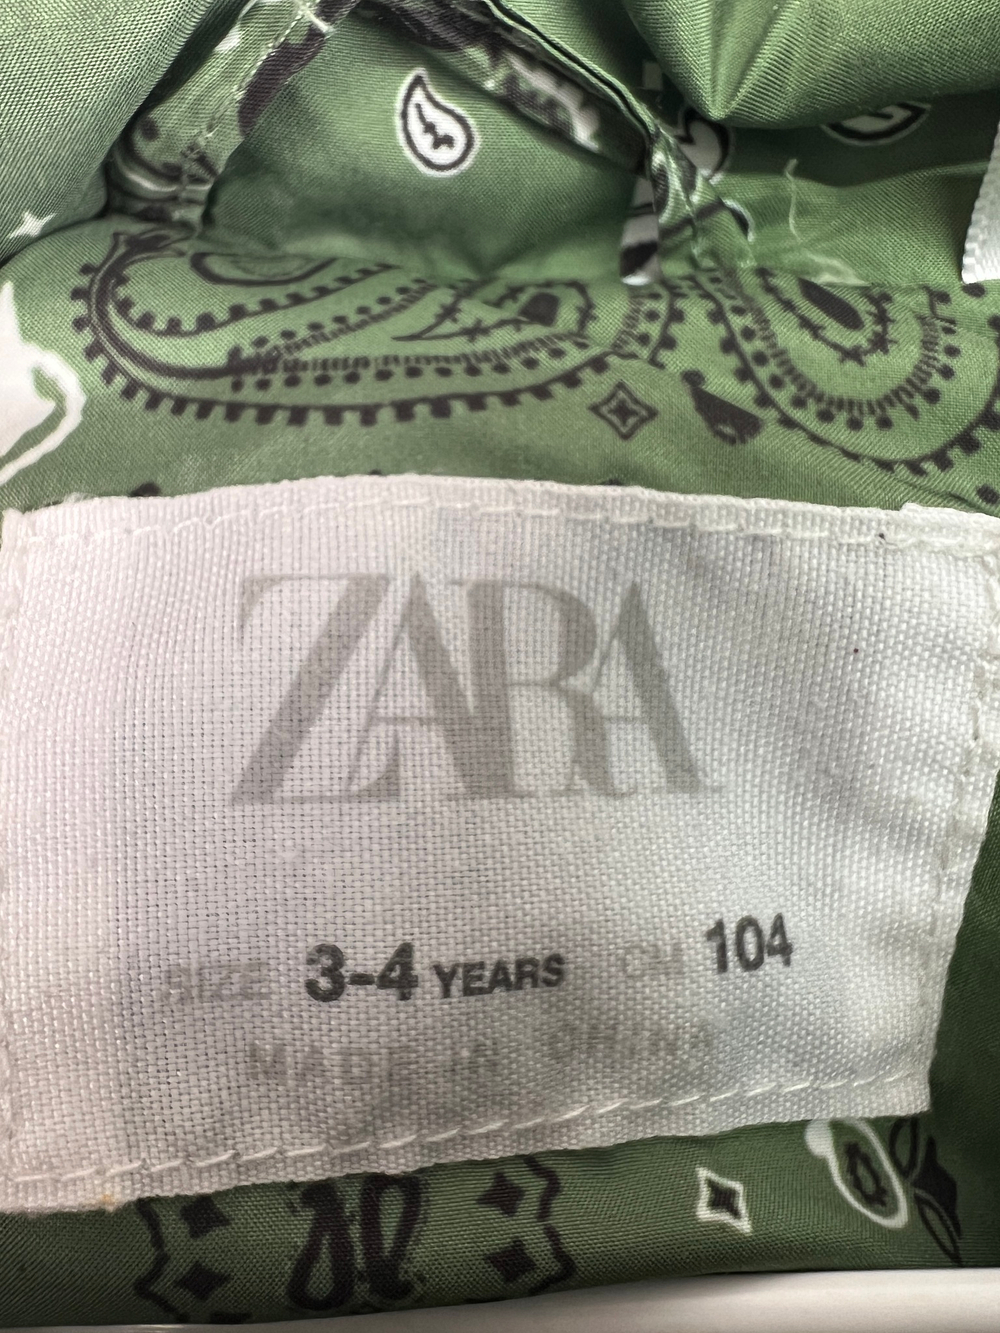 ZARA
SIZE 3-4 YEARS CM 104
MADE IN CHINA